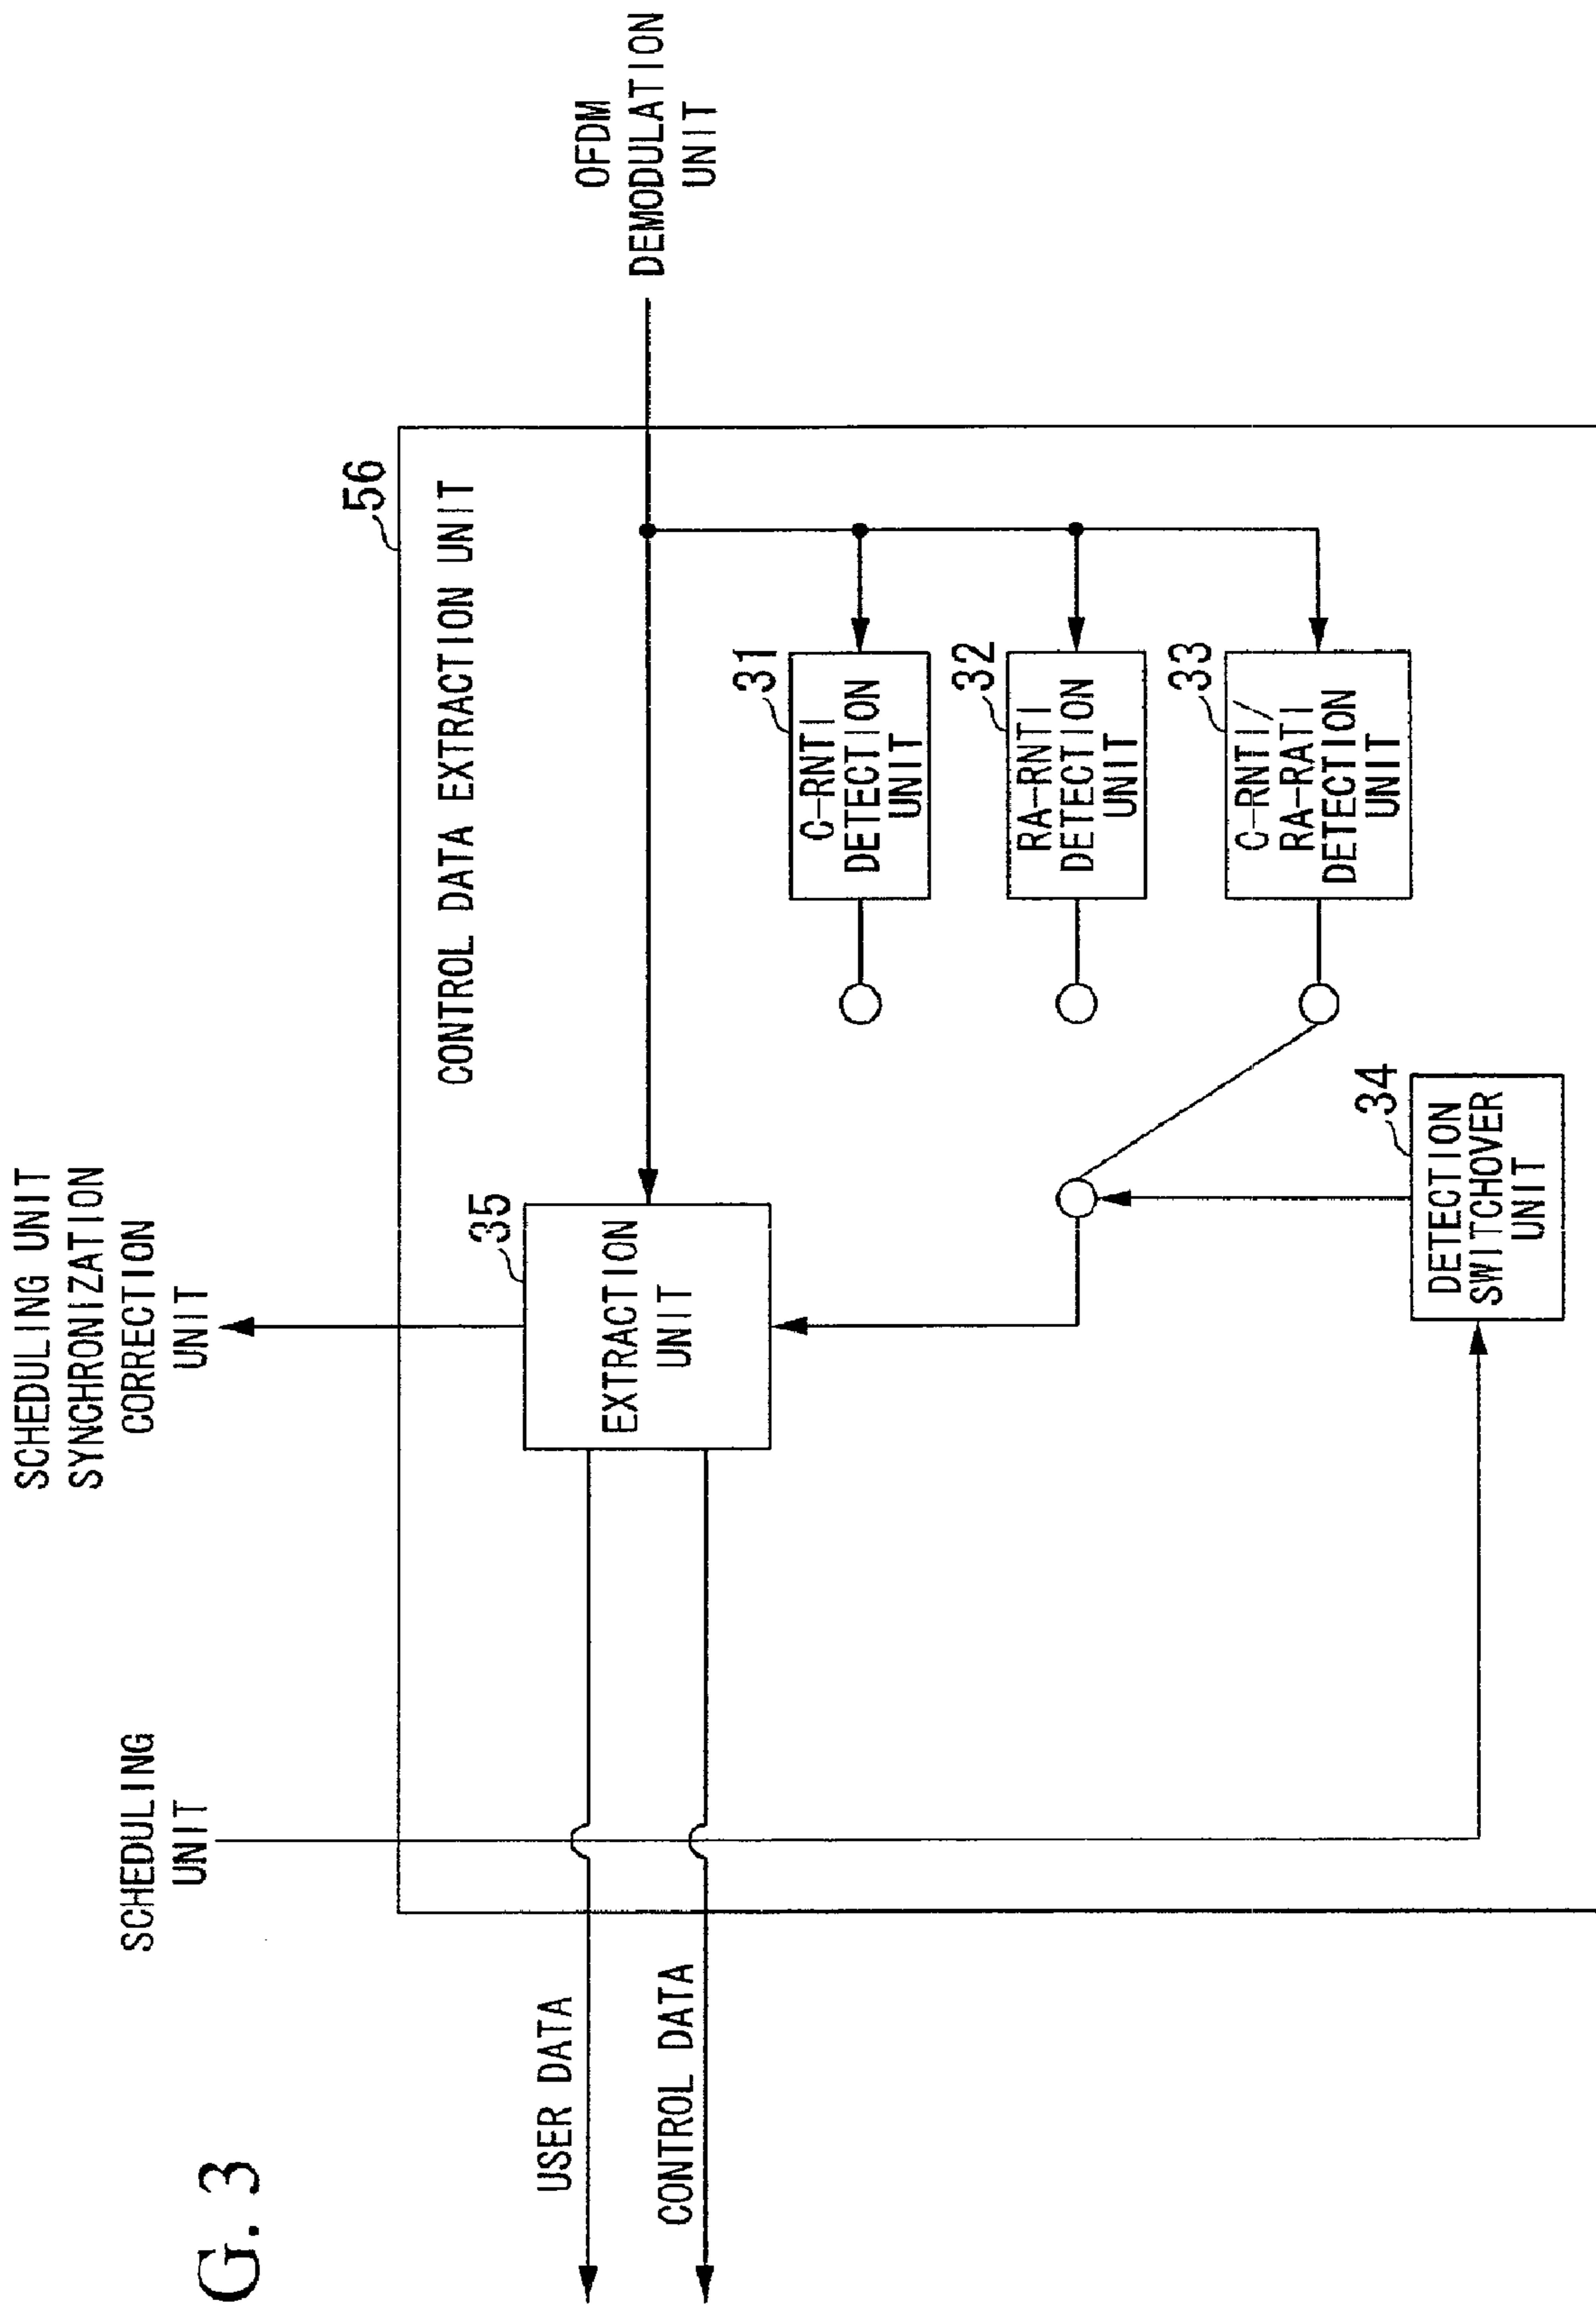 G. 3
SCHEDULING
UNIT
SCHEDULING UNIT
SYNCHRONIZATION
CORRECTION
UNIT
56
CONTROL DATA EXTRACTION UNIT
USER DATA
CONTROL DATA
35
EXTRACTION
UNIT
OFDM
DEMODULATION
UNIT
31
C-RNTI
DETECTION
UNIT
32
RA-RNTI
DETECTION
UNIT
33
C-RNTI/
RA-RATI
DETECTION
UNIT
34
DETECTION
SWITCHOVER
UNIT